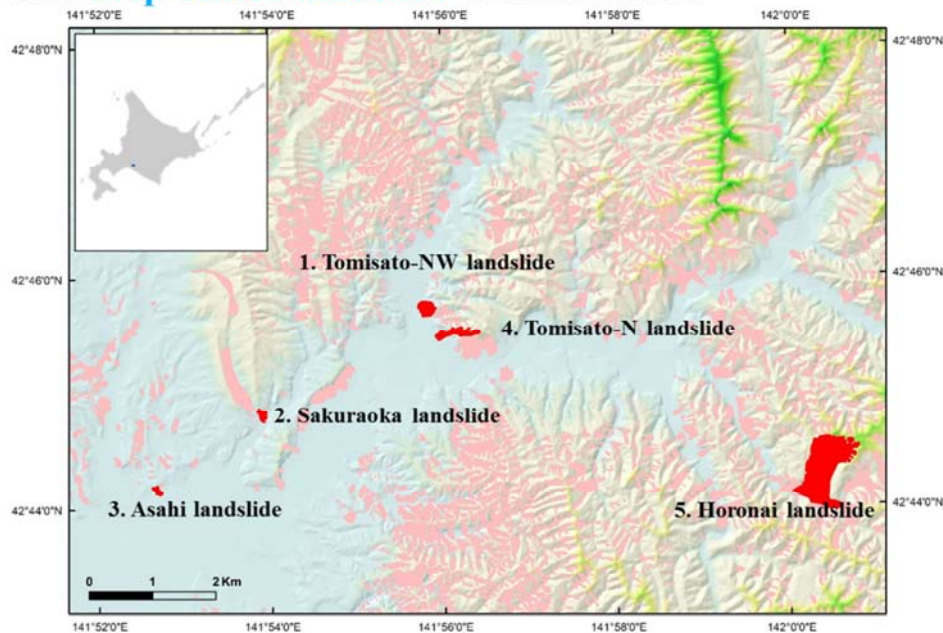 141°52'0"E 141°54'0"E 141°56'0"E 141°58'0"E 142°0'0"E
42°48'0"N 42°48'0"N
1. Tomisato-NW landslide
42°46'0"N 42°46'0"N
4. Tomisato-N landslide
2. Sakuraoka landslide
3. Asahi landslide
5. Horonai landslide
42°44'0"N 42°44'0"N
0 1 2 Km
141°52'0"E 141°54'0"E 141°56'0"E 141°58'0"E 142°0'0"E